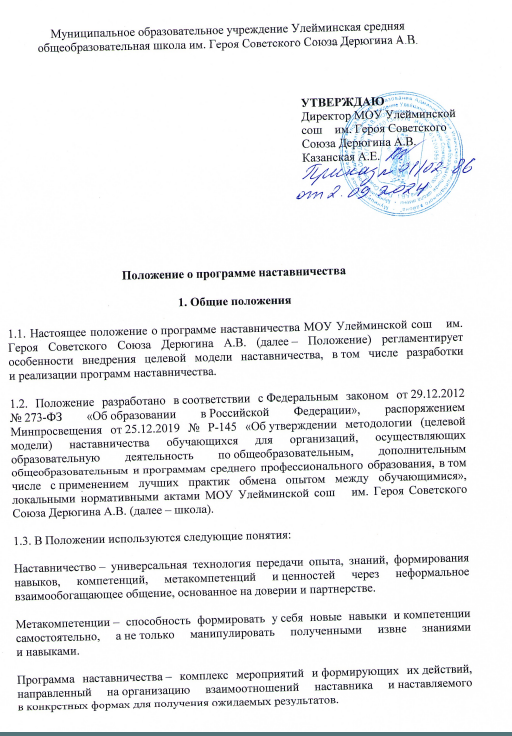 Муниципальное образовательное учреждение Улейминская средняя
общеобразовательная школа им. Героя Советского Союза Дерюгина А.В.
УТВЕРЖДАЮ
Директор МОУ Улейминской
сош им. Героя Советского
Союза Дерюгина А.В.
Казанская А.Е.
Приказ № 01/02-86
от 2.09.2024
Положение о программе наставничества
1. Общие положения
1.1. Настоящее положение о программе наставничества МОУ Улейминской сош им.
Героя Советского Союза Дерюгина А.В. (далее – Положение) регламентирует
особенности внедрения целевой модели наставничества, в том числе разработки
и реализации программ наставничества.
1.2. Положение разработано в соответствии с Федеральным законом от 29.12.2012
№ 273-ФЗ «Об образовании в Российской Федерации», распоряжением
Минпросвещения от 25.12.2019 № Р-145 «Об утверждении методологии (целевой
модели) наставничества обучающихся для организаций, осуществляющих
образовательную деятельность по общеобразовательным, дополнительным
общеобразовательным и программам среднего профессионального образования, в том
числе с применением лучших практик обмена опытом между обучающимися»,
локальными нормативными актами МОУ Улейминской сош им. Героя Советского
Союза Дерюгина А.В. (далее – школа).
1.3. В Положении используются следующие понятия:
Наставничество – универсальная технология передачи опыта, знаний, формирования
навыков, компетенций, метакомпетенций и ценностей через неформальное
взаимообогащающее общение, основанное на доверии и партнерстве.
Метакомпетенции – способность формировать у себя новые навыки и компетенции
самостоятельно, а не только манипулировать полученными извне знаниями
и навыками.
Программа наставничества – комплекс мероприятий и формирующих их действий,
направленный на организацию взаимоотношений наставника и наставляемого
в конкретных формах для получения ожидаемых результатов.